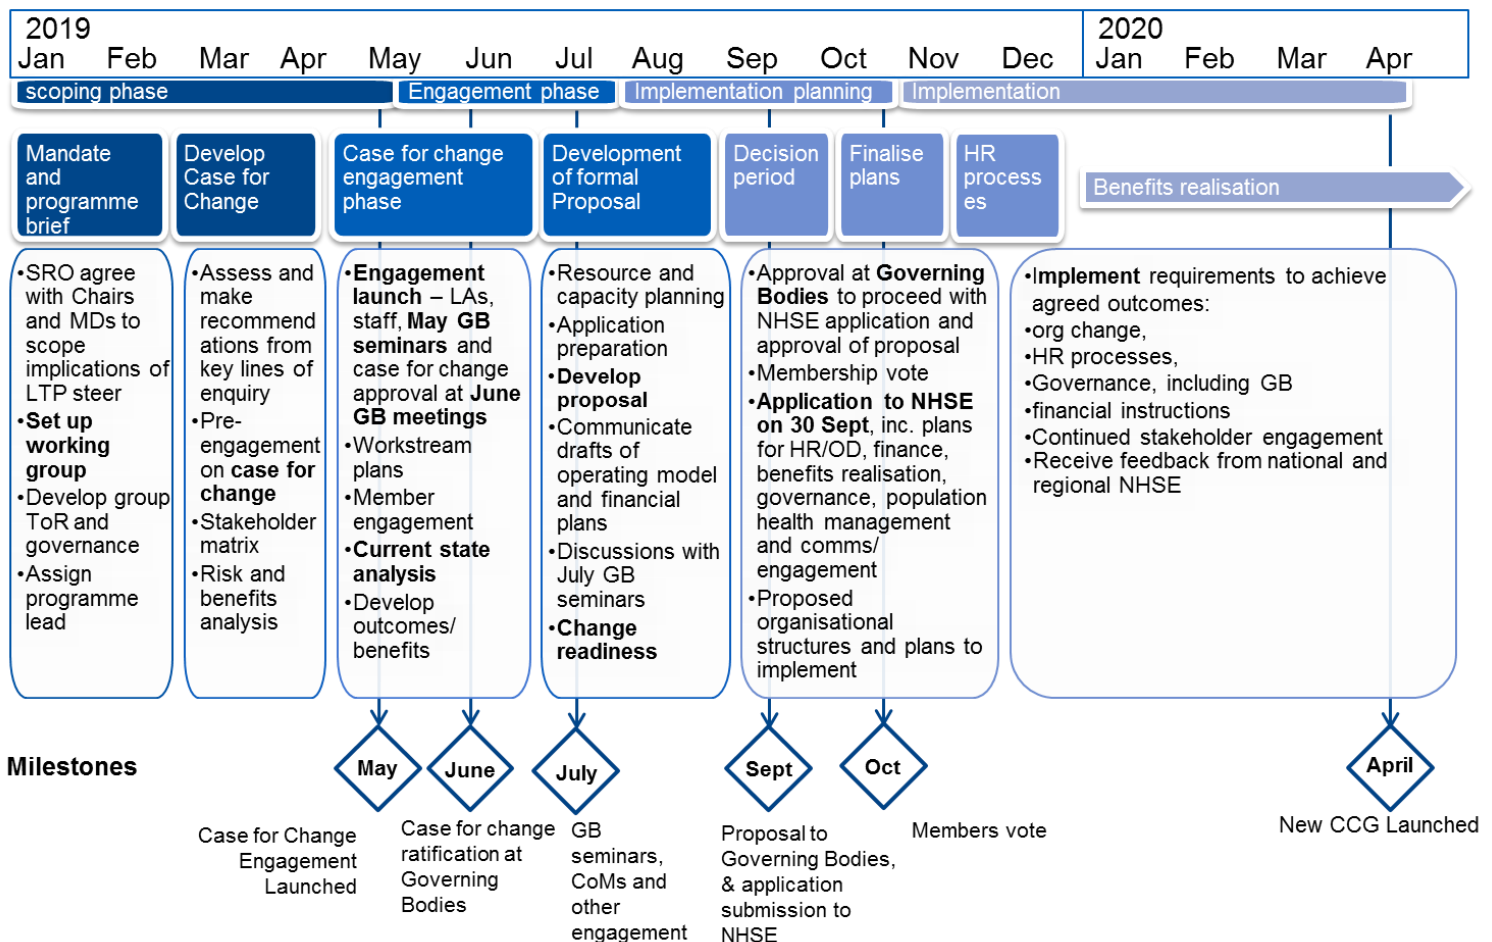 2019
2020
Jan Feb Mar Apr May Jun Jul Aug Sep Oct Nov Dec Jan Feb Mar Apr
scoping phase
Engagement phase
Implementation planning
Implementation
Mandate
and
programme
brief
Develop
Case for
Change
Case for change
engagement
phase
Development
of formal
Proposal
Decision
period
Finalise
plans
HR
process
es
Benefits realisation
•SRO agree
with Chairs
and MDs to
scope
implications of
LTP steer
•Set up
working
group
•Develop group
ToR and
governance
•Assign
programme
lead
•Assess and
make
recommend
ations from
key lines of
enquiry
•Pre-
engagement
on case for
change
•Stakeholder
matrix
•Risk and
benefits
analysis
•Engagement
launch – LAs,
staff, May GB
seminars and
case for change
approval at June
GB meetings
•Workstream
plans
•Member
engagement
•Current state
analysis
•Develop
outcomes/
benefits
•Resource and
capacity planning
•Application
preparation
•Develop
proposal
•Communicate
drafts of
operating model
and financial
plans
•Discussions with
July GB
seminars
•Change
readiness
•Approval at Governing
Bodies to proceed with
NHSE application and
approval of proposal
•Membership vote
•Application to NHSE
on 30 Sept, inc. plans
for HR/OD, finance,
benefits realisation,
governance, population
health management
and comms/
engagement
•Proposed
organisational
structures and plans to
implement
•Implement requirements to achieve
agreed outcomes:
•org change,
•HR processes,
•Governance, including GB
•financial instructions
•Continued stakeholder engagement
•Receive feedback from national and
regional NHSE
Milestones
May
June
July
Sept
Oct
April
Case for Change
Engagement
Launched
Case for change
ratification at
Governing
Bodies
GB
seminars,
CoMs and
other
engagement
Proposal to
Governing Bodies,
& application
submission to
NHSE
Members vote
New CCG Launched